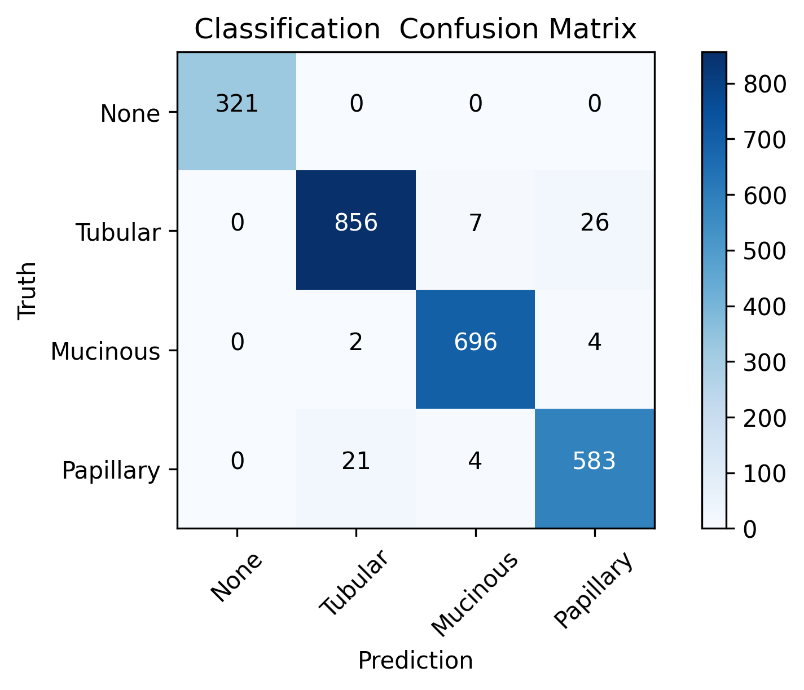 Classification  Confusion Matrix
None 321 0 0 0
Tubular 0 856 7 26
Mucinous 0 2 696 4
Papillary 0 21 4 583
Truth
None Tubular Mucinous Papillary
Prediction
800
700
600
500
400
300
200
100
0